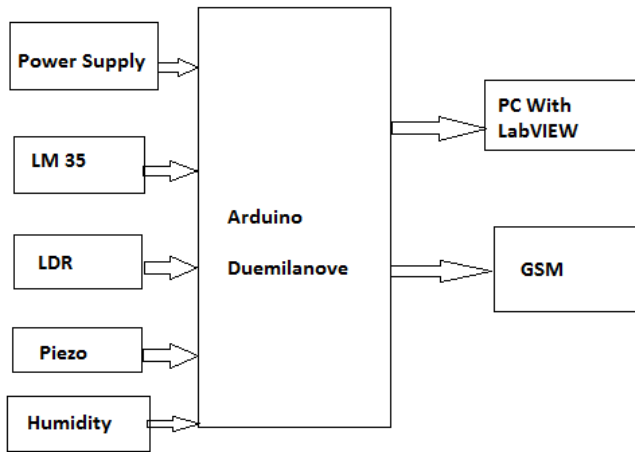 Power Supply
LM 35
LDR
Piezo
Humidity
Arduino
Duemilanove
PC With
LabVIEW
GSM